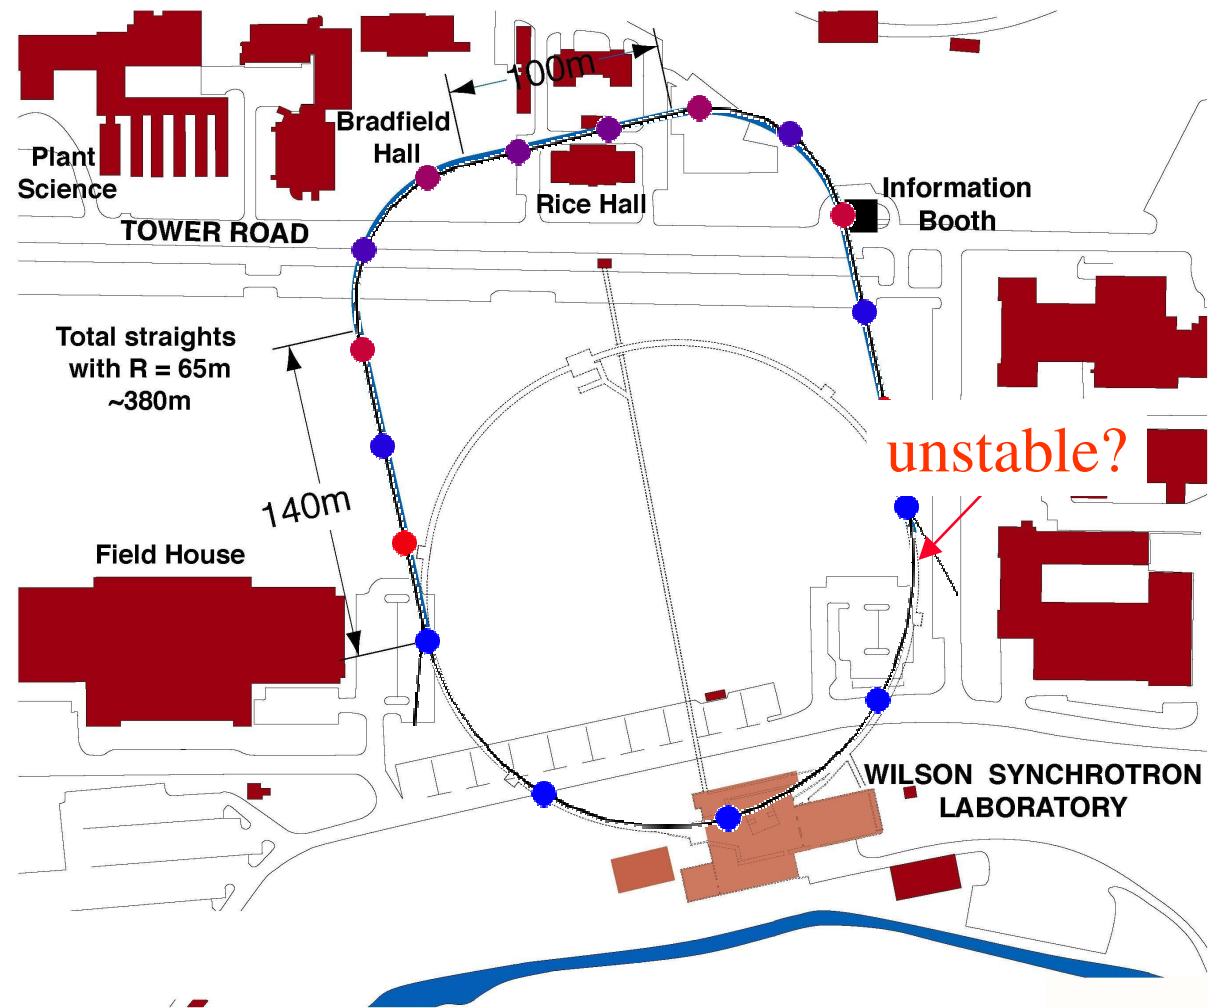 100m
Bradfield
Hall
Plant
Science
Rice Hall
Information
Booth
TOWER ROAD
Total straights
with R = 65m
~380m
unstable?
140m
Field House
WILSON SYNCHROTRON
LABORATORY